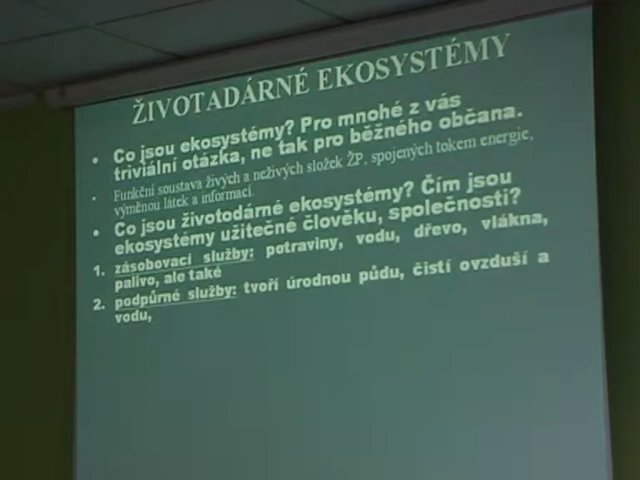 ŽIVOTADÁRNÉ EKOSYSTÉMY
• Co jsou ekosystémy? Pro mnohé z vás
triviální otázka, ne tak pro běžného občana.
• Funkční soustava živých a neživých složek ŽP, spojených tokem energie,
výměnou látek a informací.
• Co jsou životodárné ekosystémy? Čím jsou
ekosystémy užitečné člověku, společnosti?
1. zásobovací služby: potraviny, vodu, dřevo, vlákna,
palivo, ale také
2. podpůrné služby: tvoří úrodnou půdu, čistí ovzduší a
vodu,